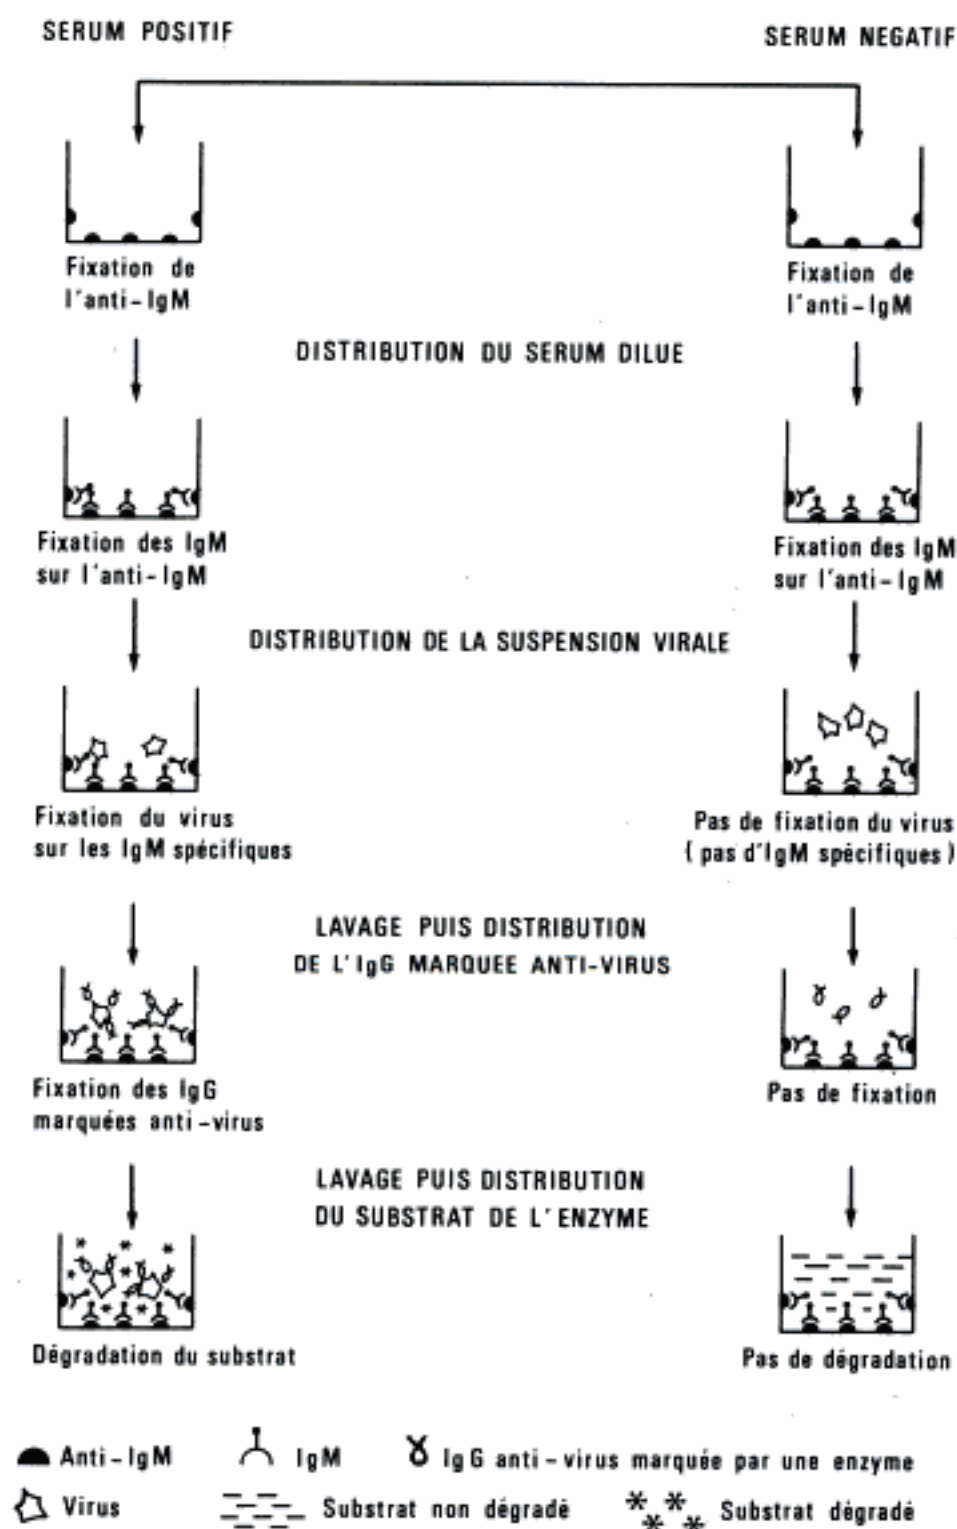 SERUM POSITIF
SERUM NEGATIF
Fixation de
l'anti-IgM
Fixation de
l'anti-IgM
DISTRIBUTION DU SERUM DILUE
Fixation des IgM
sur l'anti-IgM
Fixation des IgM
sur l'anti-IgM
DISTRIBUTION DE LA SUSPENSION VIRALE
Fixation du virus
sur les IgM spécifiques
Pas de fixation du virus
( pas d'IgM spécifiques )
LAVAGE PUIS DISTRIBUTION
DE L'IgG MARQUEE ANTI-VIRUS
Fixation des IgG
marquées anti-virus
Pas de fixation
LAVAGE PUIS DISTRIBUTION
DU SUBSTRAT DE L'ENZYME
Dégradation du substrat
Pas de dégradation
Anti-IgM IgM IgG anti-virus marquée par une enzyme
Virus Substrat non dégradé Substrat dégradé